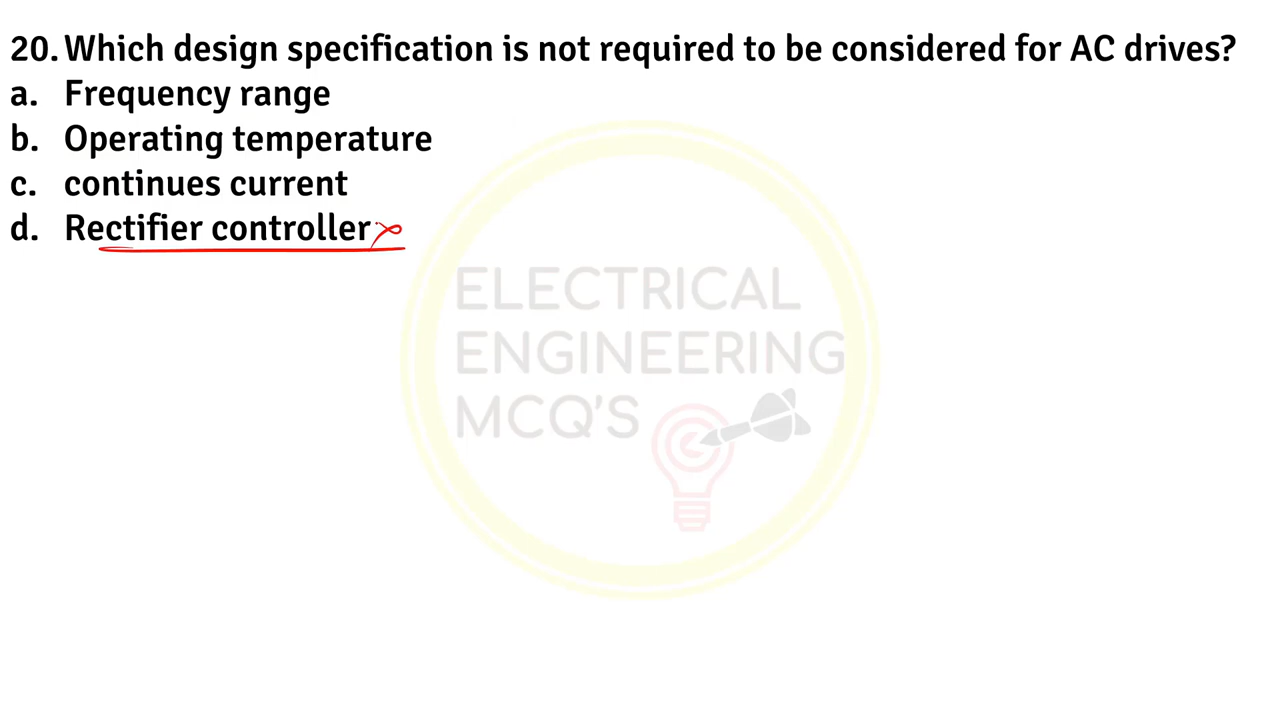 20. Which design specification is not required to be considered for AC drives?
a. Frequency range
b. Operating temperature
c. continues current
d. Rectifier controller
ELECTRICAL
ENGINEERING
MCQ'S